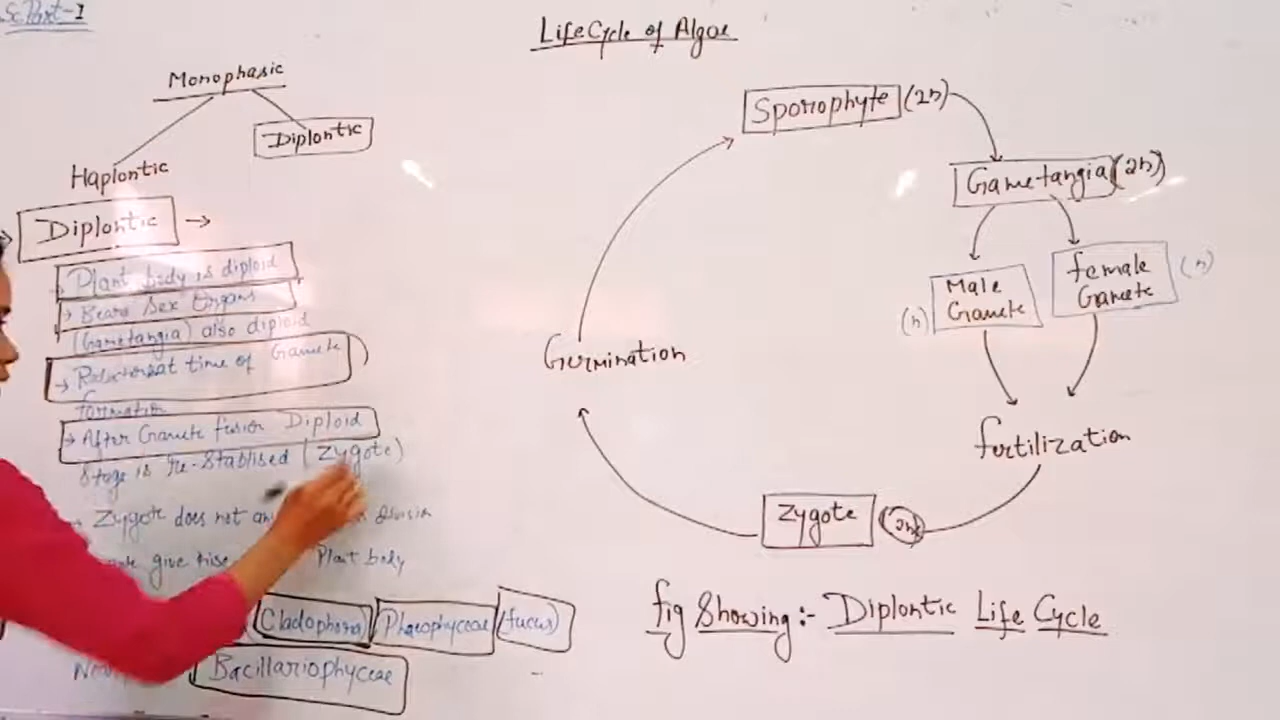 Sc Part-I
Life Cycle of Algae
Monophasic
Haplontic
Diplontic
Diplontic →
→ Plant body is diploid
→ Bears Sex Organs
(Gametangia) also diploid
→ at time of Gamete
formation
→ After Gamete fusion Diploid
Stage is re-Stablised (Zygote)
→ Zygote does not
give rise Plant body
Cladophora Phaeophyceae (fucus)
Bacillariophyceae
Sporophyte (2n)
Gametangia (2n)
Male
Gamete
(n)
female
Gamete
(n)
fertilization
Zygote (2n)
Germination
fig Showing:- Diplontic Life Cycle